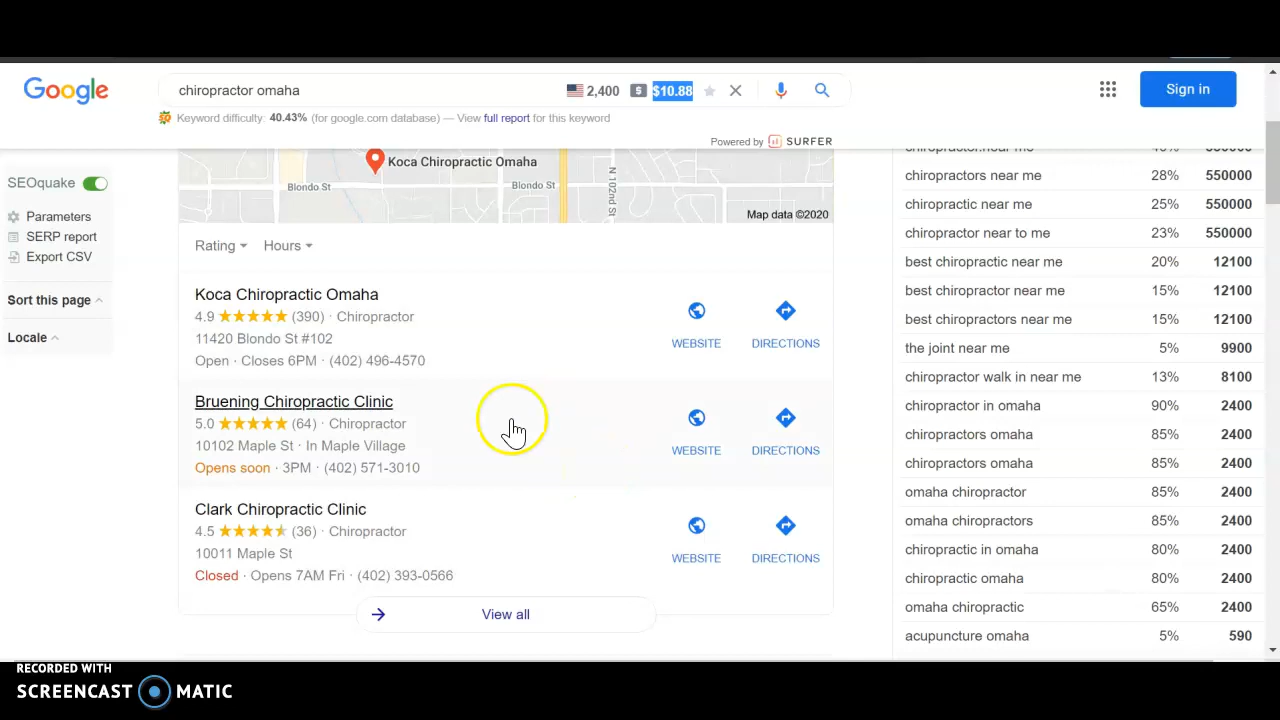 Google
chiropractor omaha
2,400
$
$10.88
Sign in
Keyword difficulty 40.43% (for google.com database) — View full report for this keyword
Powered by SURFER
SEOquake
Parameters
SERP report
Export CSV
Sort this page
Locale
Koca Chiropractic Omaha
Blondo St
Blondo St
N 102nd St
Map data ©2020
Rating
Hours
Koca Chiropractic Omaha
4.9 (390) · Chiropractor
11420 Blondo St #102
Open · Closes 6PM · (402) 496-4570
WEBSITE
DIRECTIONS
Bruening Chiropractic Clinic
5.0 (64) · Chiropractor
10102 Maple St · In Maple Village
Opens soon · 3PM · (402) 571-3010
WEBSITE
DIRECTIONS
Clark Chiropractic Clinic
4.5 (36) · Chiropractor
10011 Maple St
Closed · Opens 7AM Fri · (402) 393-0566
WEBSITE
DIRECTIONS
View all
chiropractors near me 28% 550000
chiropractic near me 25% 550000
chiropractor near to me 23% 550000
best chiropractic near me 20% 12100
best chiropractor near me 15% 12100
best chiropractors near me 15% 12100
the joint near me 5% 9900
chiropractor walk in near me 13% 8100
chiropractor in omaha 90% 2400
chiropractors omaha 85% 2400
chiropractors omaha 85% 2400
omaha chiropractor 85% 2400
omaha chiropractors 85% 2400
chiropractic in omaha 80% 2400
chiropractic omaha 80% 2400
omaha chiropractic 65% 2400
acupuncture omaha 5% 590
RECORDED WITH
SCREENCAST MATIC